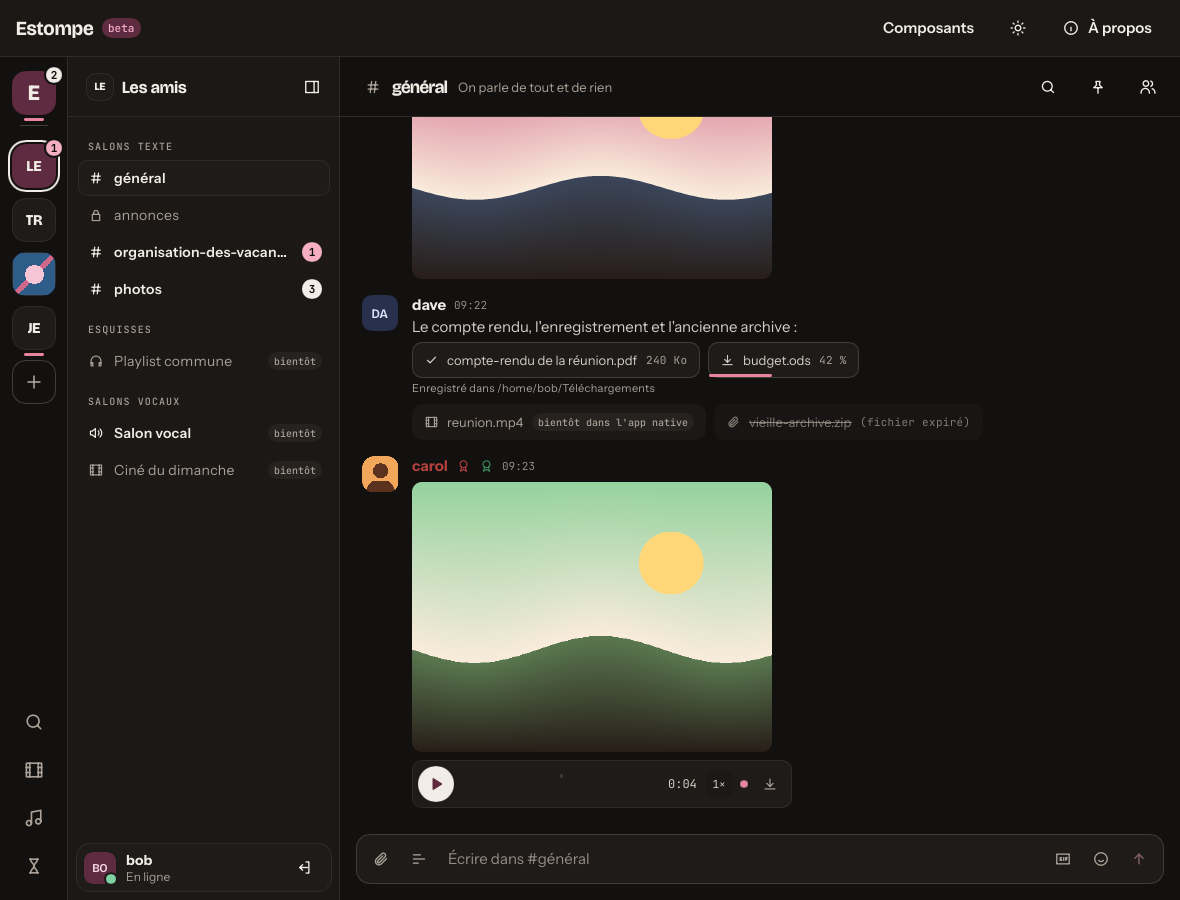 Estompe beta
Composants
À propos
E 2
LE 1
TR
JE
LE Les amis
SALONS TEXTE
# général
annonces
# organisation-des-vacan... 1
# photos 3
ESQUISSES
Playlist commune bientôt
SALONS VOCAUX
Salon vocal bientôt
Ciné du dimanche bientôt
BO bob
En ligne
# général On parle de tout et de rien
DA dave 09:22
Le compte rendu, l'enregistrement et l'ancienne archive :
compte-rendu de la réunion.pdf 240 Ko
budget.ods 42 %
Enregistré dans /home/bob/Téléchargements
reunion.mp4 bientôt dans l'app native
vieille-archive.zip (fichier expiré)
carol 09:23
0:04 1×
Écrire dans #général
GIF